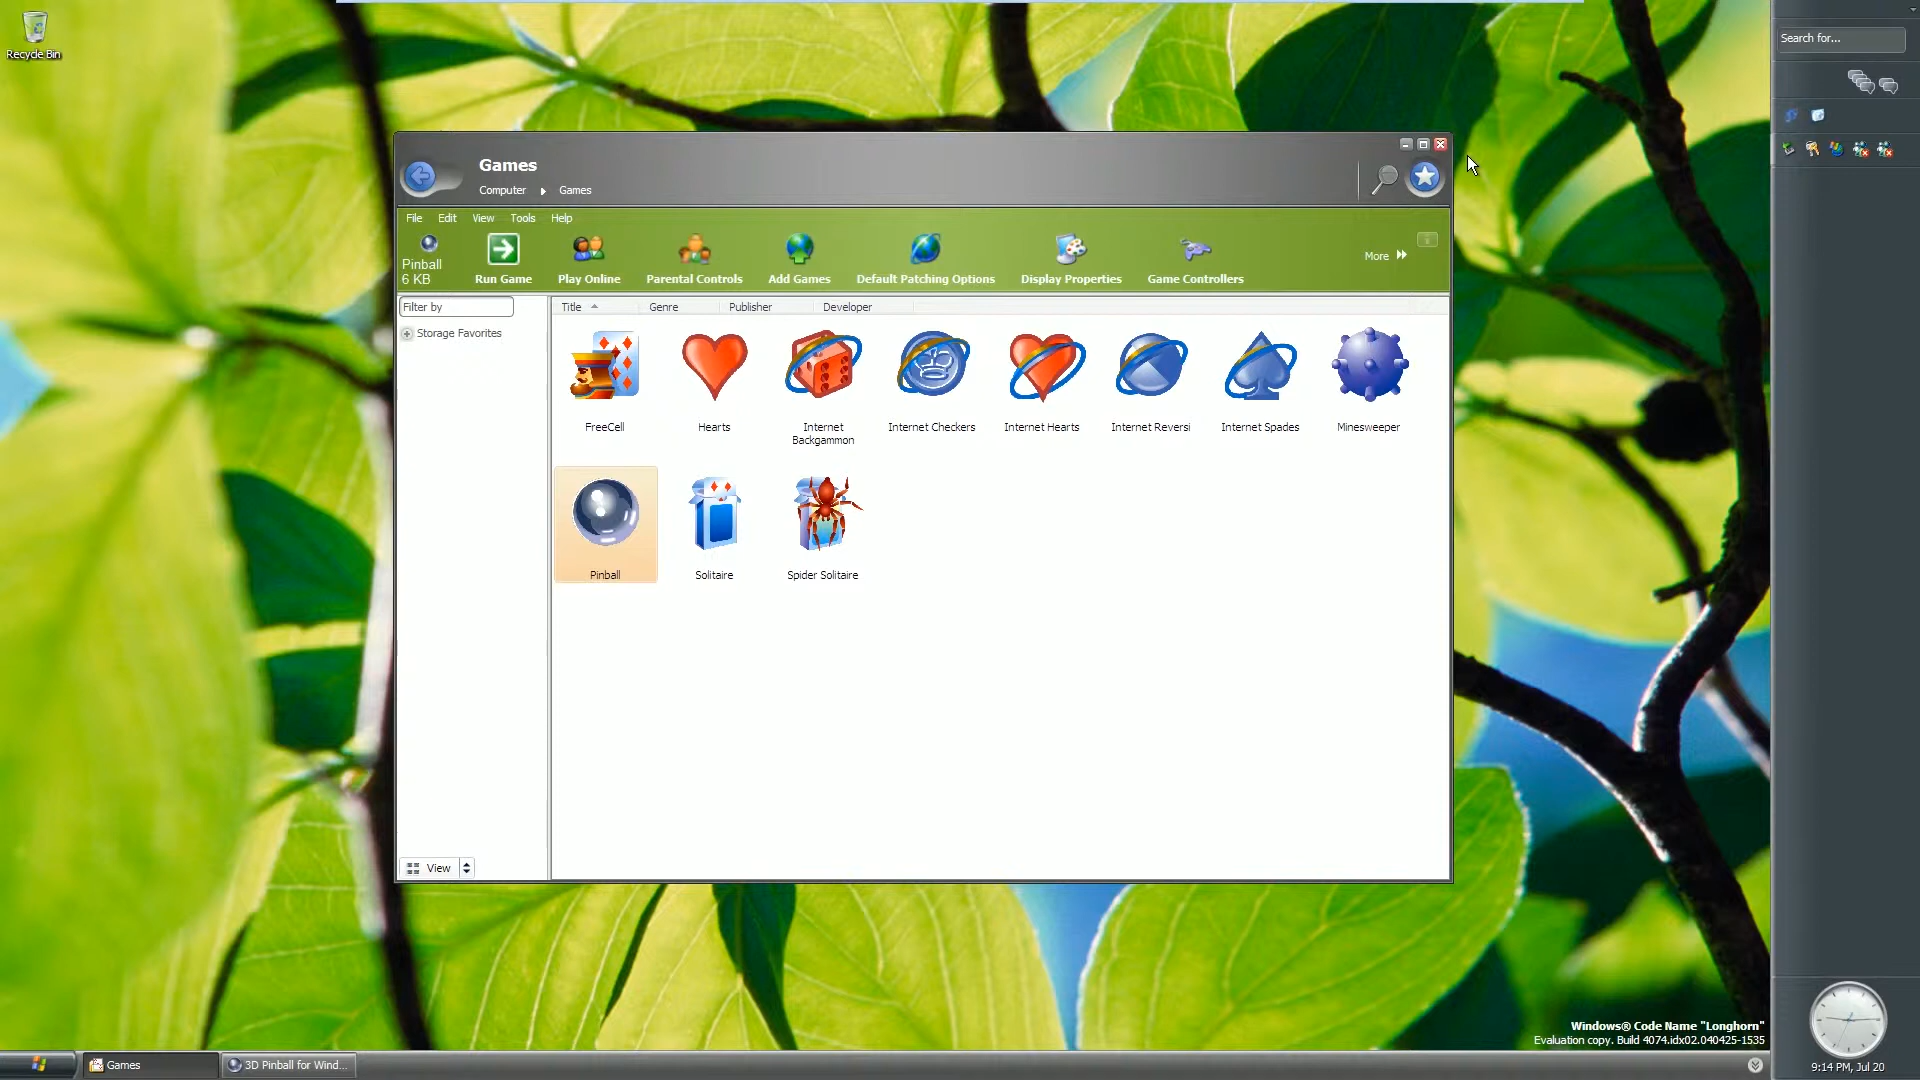 Recycle Bin
Search for...
Games
Computer Games
File Edit View Tools Help
Pinball
6 KB
Run Game
Play Online
Parental Controls
Add Games
Default Patching Options
Display Properties
Game Controllers
More
Filter by
Storage Favorites
Title Genre Publisher Developer
FreeCell
Hearts
Internet
Backgammon
Internet Checkers
Internet Hearts
Internet Reversi
Internet Spades
Minesweeper
Pinball
Solitaire
Spider Solitaire
View
Windows® Code Name "Longhorn"
Evaluation copy. Build 4074.idx02.040425-1535
Games
3D Pinball for Wind...
9:14 PM, Jul 20